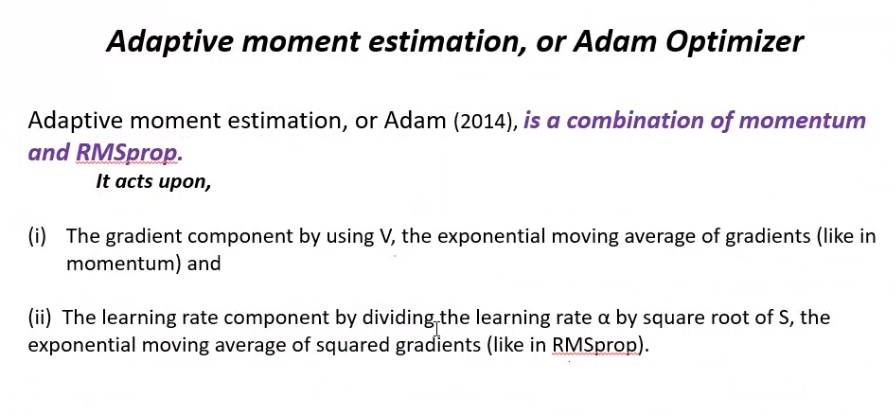 Adaptive moment estimation, or Adam Optimizer
Adaptive moment estimation, or Adam (2014), is a combination of momentum
and RMSprop.
It acts upon,
(i) The gradient component by using V, the exponential moving average of gradients (like in
momentum) and
(ii) The learning rate component by dividing the learning rate α by square root of S, the
exponential moving average of squared gradients (like in RMSprop).